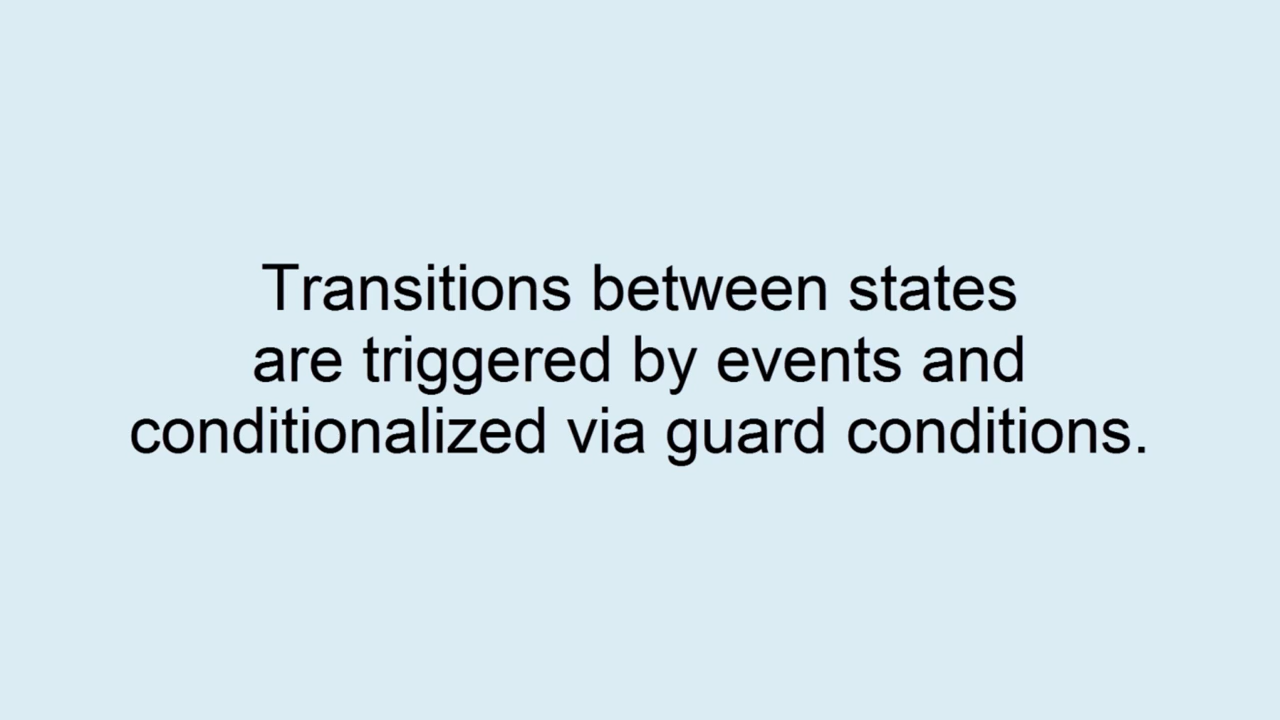 Transitions between states
are triggered by events and
conditionalized via guard conditions.